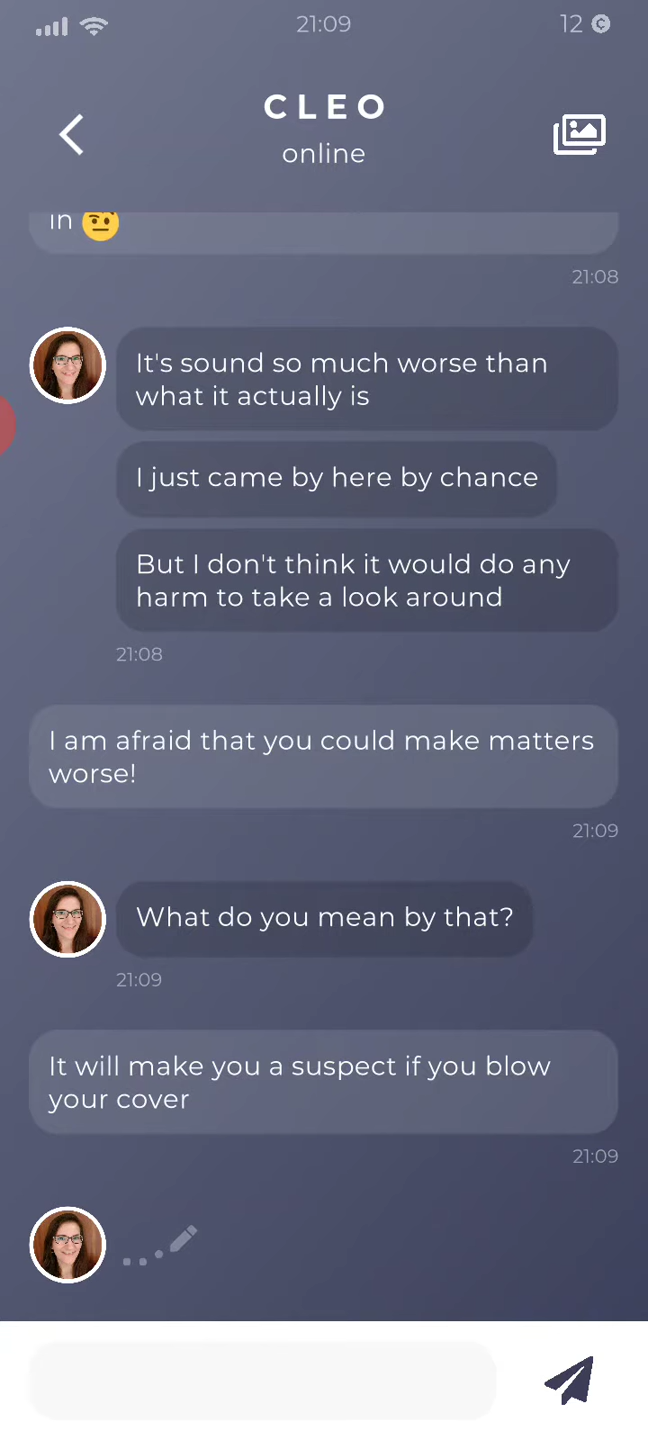 21:09
12
CLEO
online
in 🤨
21:08
It's sound so much worse than
what it actually is
I just came by here by chance
But I don't think it would do any
harm to take a look around
21:08
I am afraid that you could make matters
worse!
21:09
What do you mean by that?
21:09
It will make you a suspect if you blow
your cover
21:09